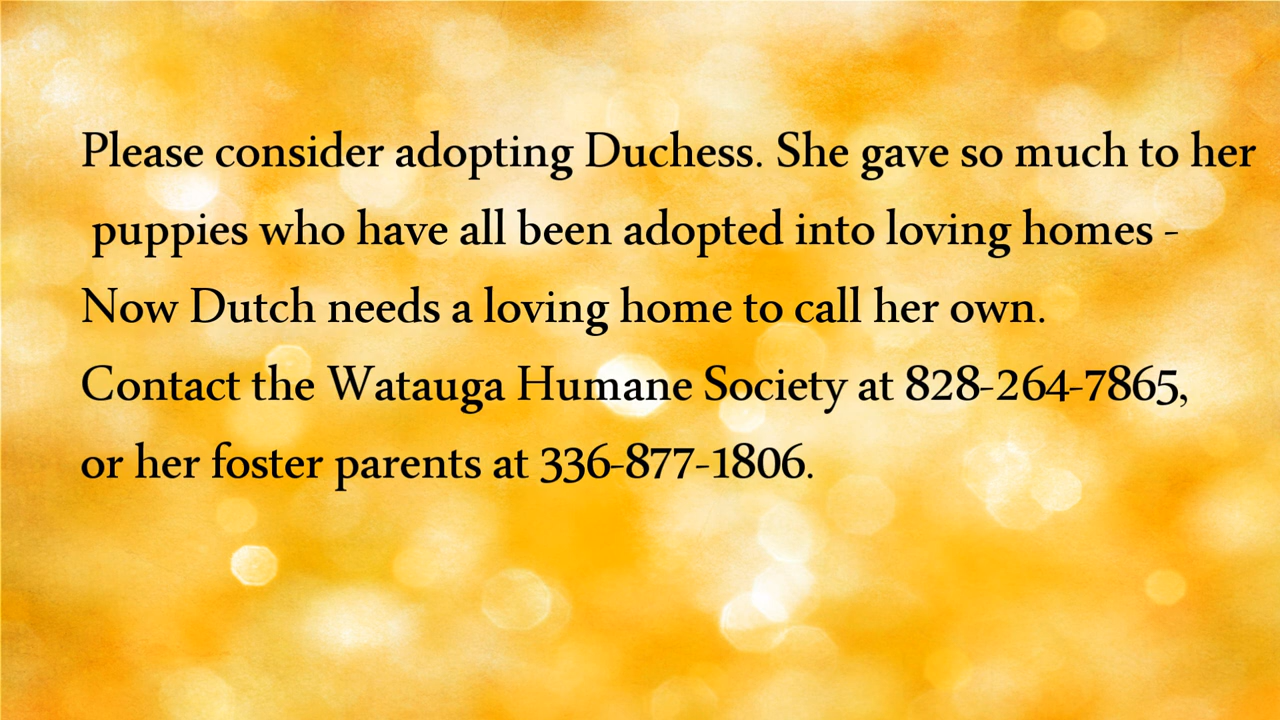 Please consider adopting Duchess. She gave so much to her
puppies who have all been adopted into loving homes -
Now Dutch needs a loving home to call her own.
Contact the Watauga Humane Society at 828-264-7865,
or her foster parents at 336-877-1806.